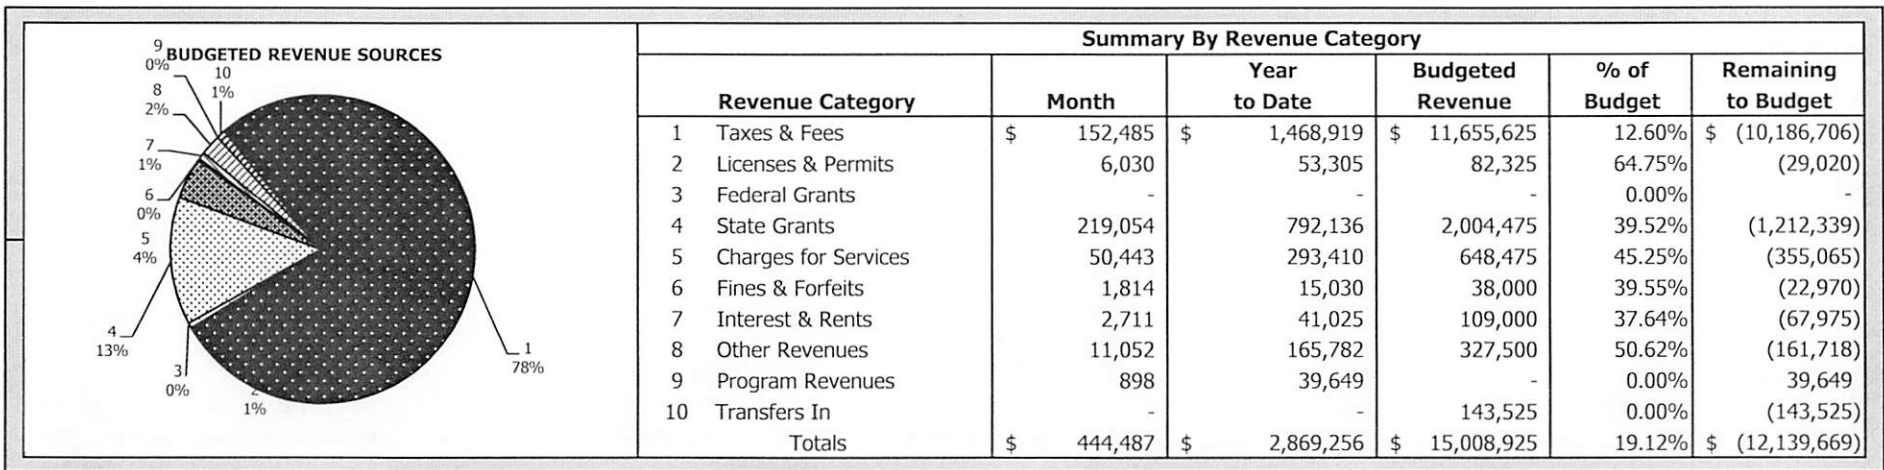 BUDGETED REVENUE SOURCES
9
0%
10
1%
8
2%
7
1%
6
0%
5
4%
4
13%
3
0%
2
1%
1
78%
Summary By Revenue Category
Year Budgeted % of Remaining
Revenue Category Month to Date Revenue Budget to Budget
1 Taxes & Fees $ 152,485 $ 1,468,919 $ 11,655,625 12.60% $ (10,186,706)
2 Licenses & Permits 6,030 53,305 82,325 64.75% (29,020)
3 Federal Grants - - - 0.00% -
4 State Grants 219,054 792,136 2,004,475 39.52% (1,212,339)
5 Charges for Services 50,443 293,410 648,475 45.25% (355,065)
6 Fines & Forfeits 1,814 15,030 38,000 39.55% (22,970)
7 Interest & Rents 2,711 41,025 109,000 37.64% (67,975)
8 Other Revenues 11,052 165,782 327,500 50.62% (161,718)
9 Program Revenues 898 39,649 - 0.00% 39,649
10 Transfers In - - 143,525 0.00% (143,525)
Totals $ 444,487 $ 2,869,256 $ 15,008,925 19.12% $ (12,139,669)